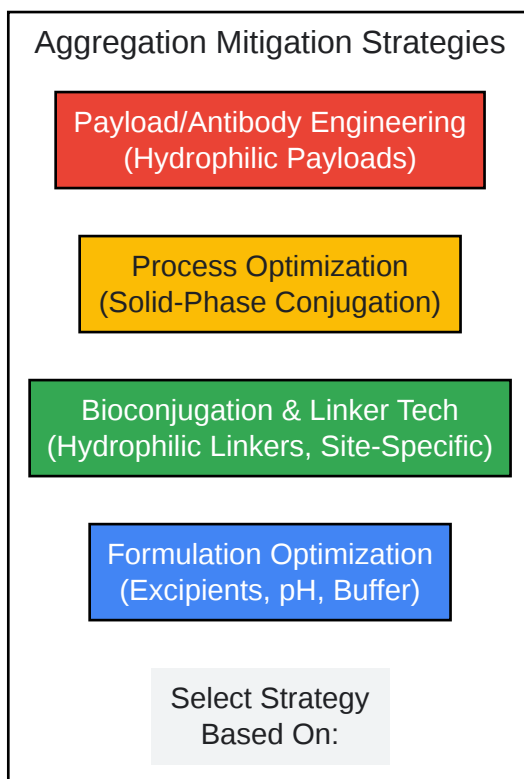 Aggregation Mitigation Strategies
Payload/Antibody Engineering
(Hydrophilic Payloads)
Process Optimization
(Solid-Phase Conjugation)
Bioconjugation & Linker Tech
(Hydrophilic Linkers, Site-Specific)
Formulation Optimization
(Excipients, pH, Buffer)
Select Strategy
Based On: